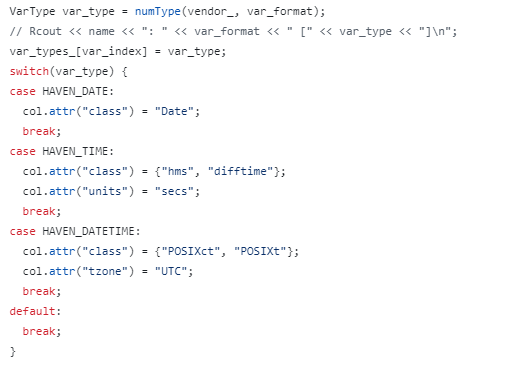 VarType var_type = numType(vendor_, var_format);
// Rcout << name << ": " << var_format << " [" << var_type << "]\n";
var_types_[var_index] = var_type;
switch(var_type) {
case HAVEN_DATE:
  col.attr("class") = "Date";
  break;
case HAVEN_TIME:
  col.attr("class") = {"hms", "difftime"};
  col.attr("units") = "secs";
  break;
case HAVEN_DATETIME:
  col.attr("class") = {"POSIXct", "POSIXt"};
  col.attr("tzone") = "UTC";
  break;
default:
  break;
}